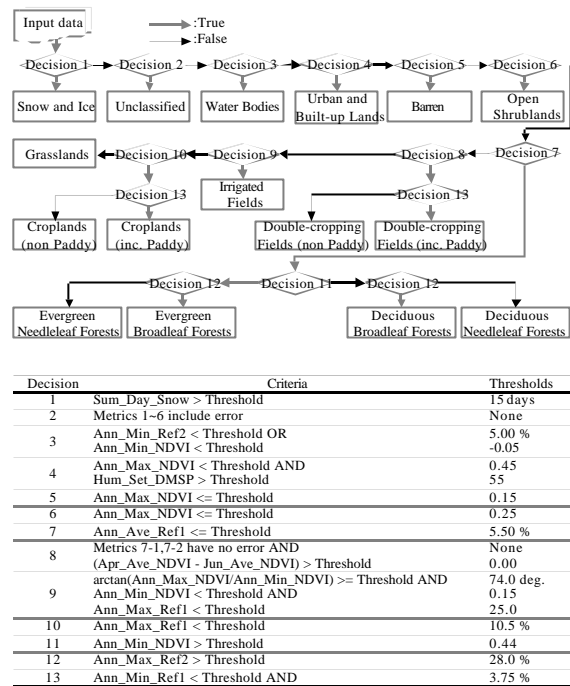 Input data
:True
:False
Decision 1
Decision 2
Decision 3
Decision 4
Decision 5
Decision 6
Snow and Ice
Unclassified
Water Bodies
Urban and
Built-up Lands
Barren
Open
Shrublands
Grasslands
Decision 10
Decision 9
Decision 8
Decision 7
Irrigated
Fields
Decision 13
Decision 13
Croplands
(non Paddy)
Croplands
(inc. Paddy)
Double-cropping
Fields (non Paddy)
Double-cropping
Fields (inc. Paddy)
Decision 12
Decision 11
Decision 12
Evergreen
Needleleaf Forests
Evergreen
Broadleaf Forests
Deciduous
Broadleaf Forests
Deciduous
Needleleaf Forests
Decision Criteria Thresholds
1 Sum_Day_Snow > Threshold 15 days
2 Metrics 1~6 include error None
3 Ann_Min_Ref2 < Threshold OR 5.00 %
Ann_Min_NDVI < Threshold -0.05
4 Ann_Max_NDVI < Threshold AND 0.45
Hum_Set_DMSP > Threshold 55
5 Ann_Max_NDVI <= Threshold 0.15
6 Ann_Max_NDVI <= Threshold 0.25
7 Ann_Ave_Ref1 <= Threshold 5.50 %
8 Metrics 7-1,7-2 have no error AND None
(Apr_Ave_NDVI - Jun_Ave_NDVI) > Threshold 0.00
9 arctan(Ann_Max_NDVI/Ann_Min_NDVI) >= Threshold AND 74.0 deg.
Ann_Min_NDVI < Threshold AND 0.15
Ann_Max_Ref1 < Threshold 25.0
10 Ann_Max_Ref1 < Threshold 10.5 %
11 Ann_Min_NDVI > Threshold 0.44
12 Ann_Max_Ref2 > Threshold 28.0 %
13 Ann_Min_Ref1 < Threshold AND 3.75 %